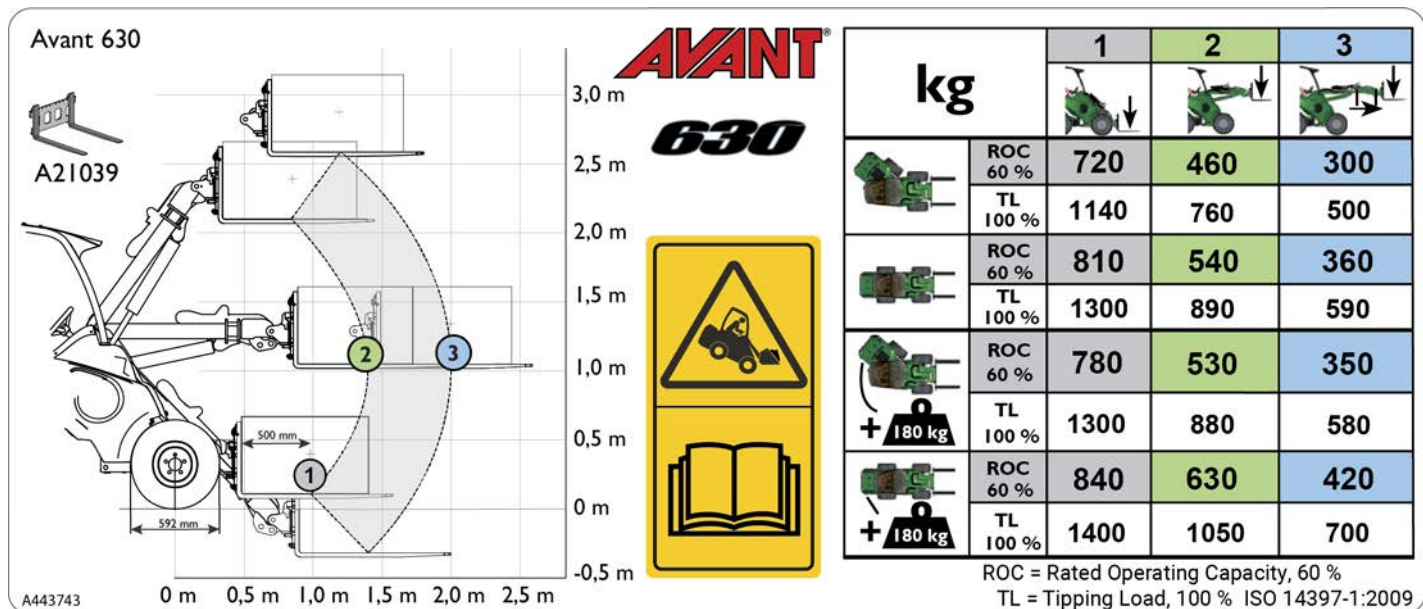 Avant 630
A21039
3,0 m
2,5 m
2,0 m
1,5 m
1,0 m
0,5 m
0 m
-0,5 m
2
3
500 mm
1
592 mm
0 m 0,5 m 1,0 m 1,5 m 2,0 m 2,5 m
A443743
AVANT®
630
kg 1 2 3
ROC 60 % 720 460 300
TL 100 % 1140 760 500
ROC 60 % 810 540 360
TL 100 % 1300 890 590
ROC 60 % 780 530 350
+ 180 kg TL 100 % 1300 880 580
ROC 60 % 840 630 420
+ 180 kg TL 100 % 1400 1050 700
ROC = Rated Operating Capacity, 60 %
TL = Tipping Load, 100 % ISO 14397-1:2009